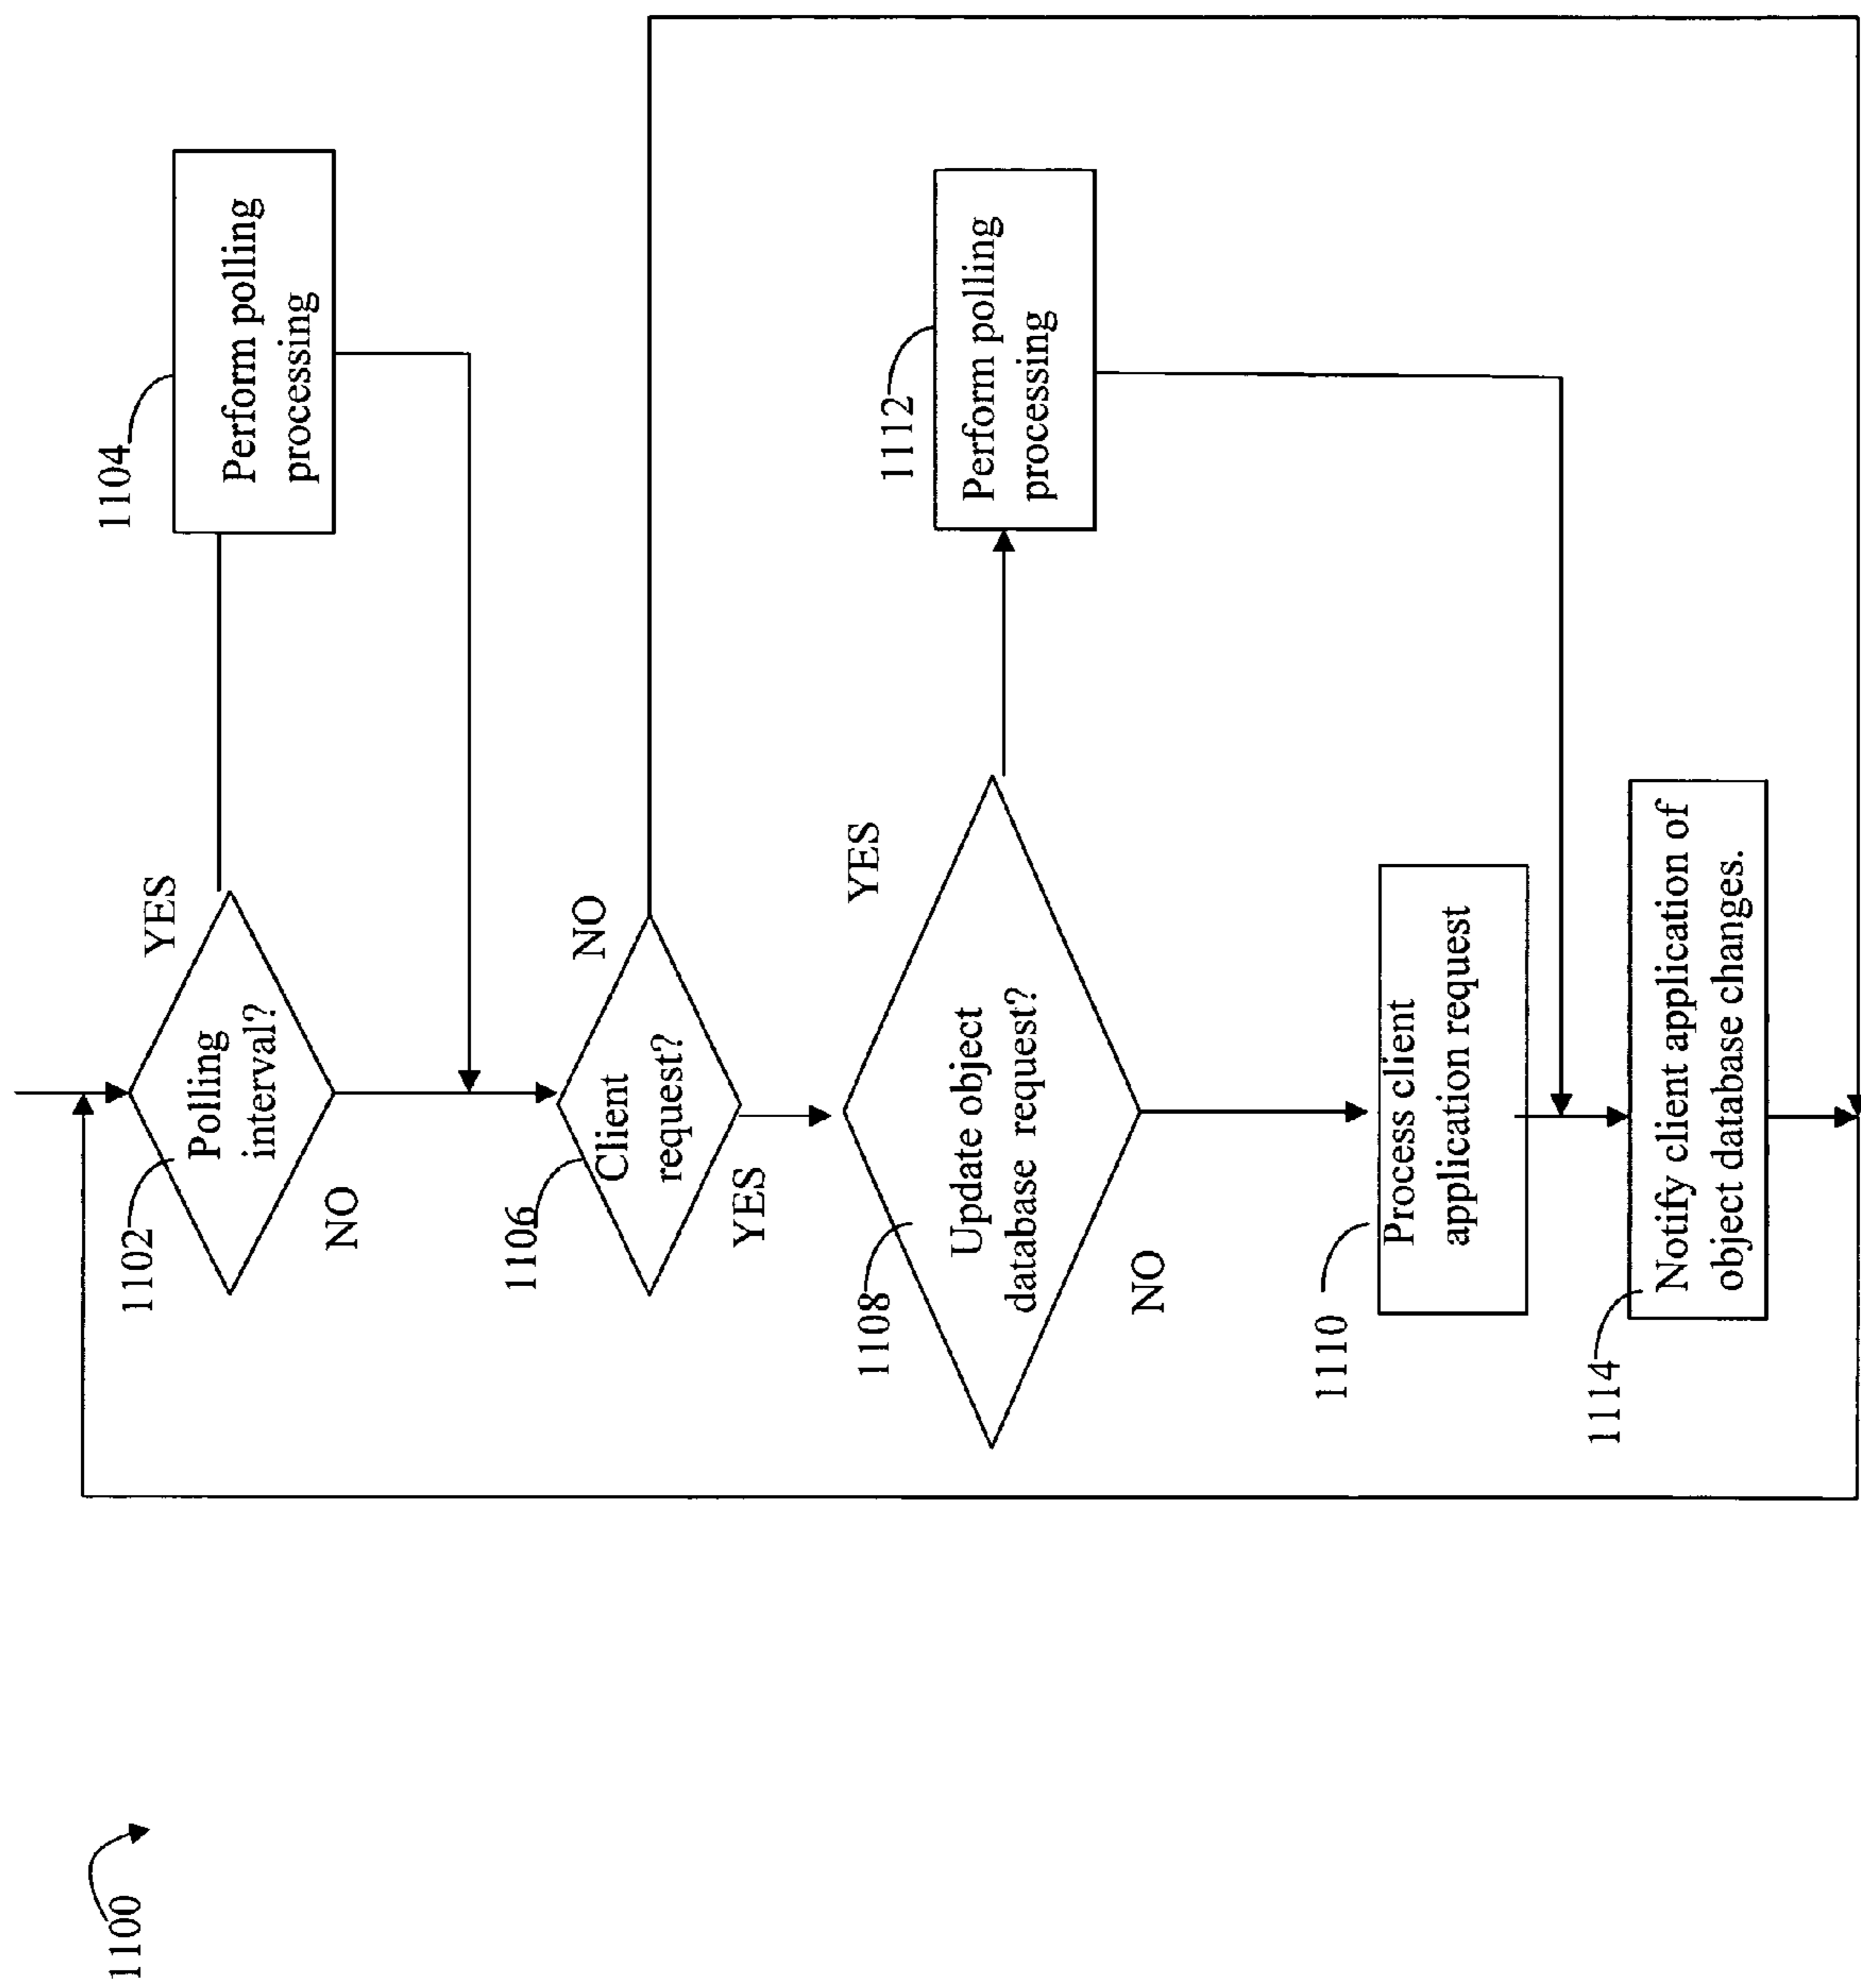 1100
1102
Polling
interval?
YES
NO
1104
Perform polling
processing
1106
Client
request?
NO
YES
1108
Update object
database request?
YES
NO
1112
Perform polling
processing
1110
Process client
application request
1114
Notify client application of
object database changes.